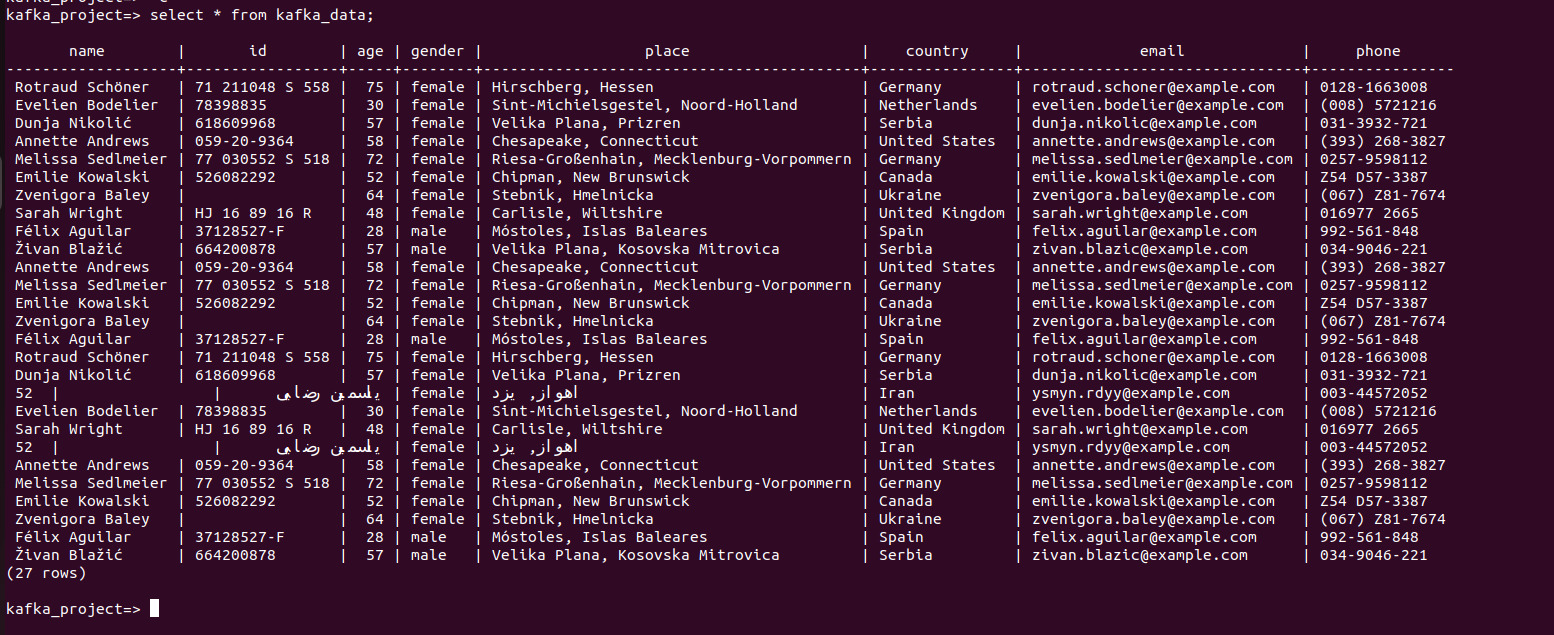 kafka_project=> select * from kafka_data;
name | id | age | gender | place | country | email | phone
-------------------+-----------------+-----+--------+------------------------------------------+----------------+-------------------------------+----------------
Rotraud Schöner | 71 211048 S 558 | 75 | female | Hirschberg, Hessen | Germany | rotraud.schoner@example.com | 0128-1663008
Evelien Bodelier | 78398835 | 30 | female | Sint-Michielsgestel, Noord-Holland | Netherlands | evelien.bodelier@example.com | (008) 5721216
Dunja Nikolić | 618609968 | 57 | female | Velika Plana, Prizren | Serbia | dunja.nikolic@example.com | 031-3932-721
Annette Andrews | 059-20-9364 | 58 | female | Chesapeake, Connecticut | United States | annette.andrews@example.com | (393) 268-3827
Melissa Sedlmeier | 77 030552 S 518 | 72 | female | Riesa-Großenhain, Mecklenburg-Vorpommern | Germany | melissa.sedlmeier@example.com | 0257-9598112
Emilie Kowalski | 526082292 | 52 | female | Chipman, New Brunswick | Canada | emilie.kowalski@example.com | Z54 D57-3387
Zvenigora Baley | | 64 | female | Stebnik, Hmelnicka | Ukraine | zvenigora.baley@example.com | (067) Z81-7674
Sarah Wright | HJ 16 89 16 R | 48 | female | Carlisle, Wiltshire | United Kingdom | sarah.wright@example.com | 016977 2665
Félix Aguilar | 37128527-F | 28 | male | Móstoles, Islas Baleares | Spain | felix.aguilar@example.com | 992-561-848
Živan Blažić | 664200878 | 57 | male | Velika Plana, Kosovska Mitrovica | Serbia | zivan.blazic@example.com | 034-9046-221
Annette Andrews | 059-20-9364 | 58 | female | Chesapeake, Connecticut | United States | annette.andrews@example.com | (393) 268-3827
Melissa Sedlmeier | 77 030552 S 518 | 72 | female | Riesa-Großenhain, Mecklenburg-Vorpommern | Germany | melissa.sedlmeier@example.com | 0257-9598112
Emilie Kowalski | 526082292 | 52 | female | Chipman, New Brunswick | Canada | emilie.kowalski@example.com | Z54 D57-3387
Zvenigora Baley | | 64 | female | Stebnik, Hmelnicka | Ukraine | zvenigora.baley@example.com | (067) Z81-7674
Félix Aguilar | 37128527-F | 28 | male | Móstoles, Islas Baleares | Spain | felix.aguilar@example.com | 992-561-848
Rotraud Schöner | 71 211048 S 558 | 75 | female | Hirschberg, Hessen | Germany | rotraud.schoner@example.com | 0128-1663008
Dunja Nikolić | 618609968 | 57 | female | Velika Plana, Prizren | Serbia | dunja.nikolic@example.com | 031-3932-721
52 | | یاسمین رضایی | female | اهواز, یزد | Iran | ysmyn.rdyy@example.com | 003-44572052
Evelien Bodelier | 78398835 | 30 | female | Sint-Michielsgestel, Noord-Holland | Netherlands | evelien.bodelier@example.com | (008) 5721216
Sarah Wright | HJ 16 89 16 R | 48 | female | Carlisle, Wiltshire | United Kingdom | sarah.wright@example.com | 016977 2665
52 | | یاسمین رضایی | female | اهواز, یزد | Iran | ysmyn.rdyy@example.com | 003-44572052
Annette Andrews | 059-20-9364 | 58 | female | Chesapeake, Connecticut | United States | annette.andrews@example.com | (393) 268-3827
Melissa Sedlmeier | 77 030552 S 518 | 72 | female | Riesa-Großenhain, Mecklenburg-Vorpommern | Germany | melissa.sedlmeier@example.com | 0257-9598112
Emilie Kowalski | 526082292 | 52 | female | Chipman, New Brunswick | Canada | emilie.kowalski@example.com | Z54 D57-3387
Zvenigora Baley | | 64 | female | Stebnik, Hmelnicka | Ukraine | zvenigora.baley@example.com | (067) Z81-7674
Félix Aguilar | 37128527-F | 28 | male | Móstoles, Islas Baleares | Spain | felix.aguilar@example.com | 992-561-848
Živan Blažić | 664200878 | 57 | male | Velika Plana, Kosovska Mitrovica | Serbia | zivan.blazic@example.com | 034-9046-221
(27 rows)
kafka_project=>